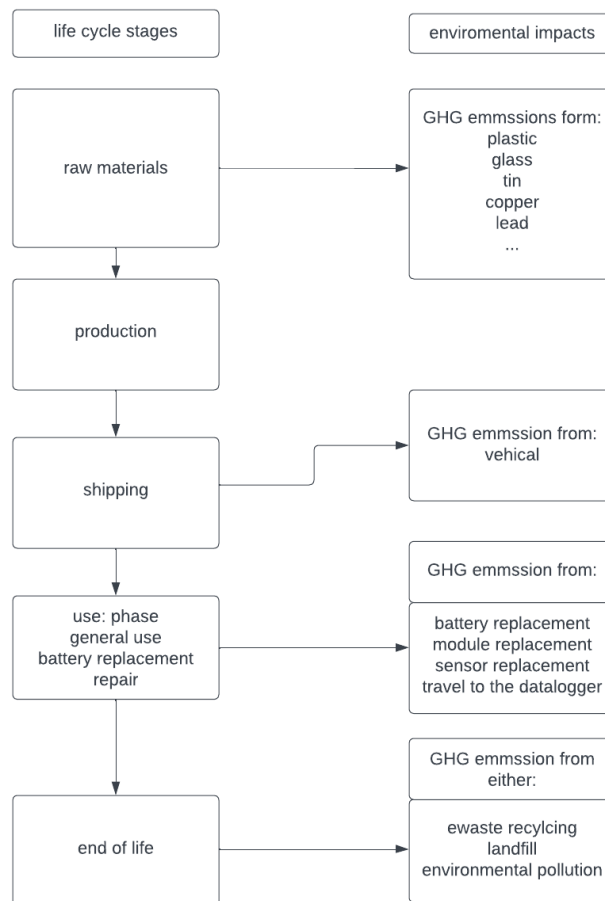 life cycle stages
enviromental impacts
raw materials
GHG emmssions form:
plastic
glass
tin
copper
lead
...
production
shipping
GHG emmssion from:
vehical
use: phase
general use
battery replacement
repair
GHG emmssion from:
battery replacement
module replacement
sensor replacement
travel to the datalogger
end of life
GHG emmssion from
either:
ewaste recylcing
landfill
environmental pollution